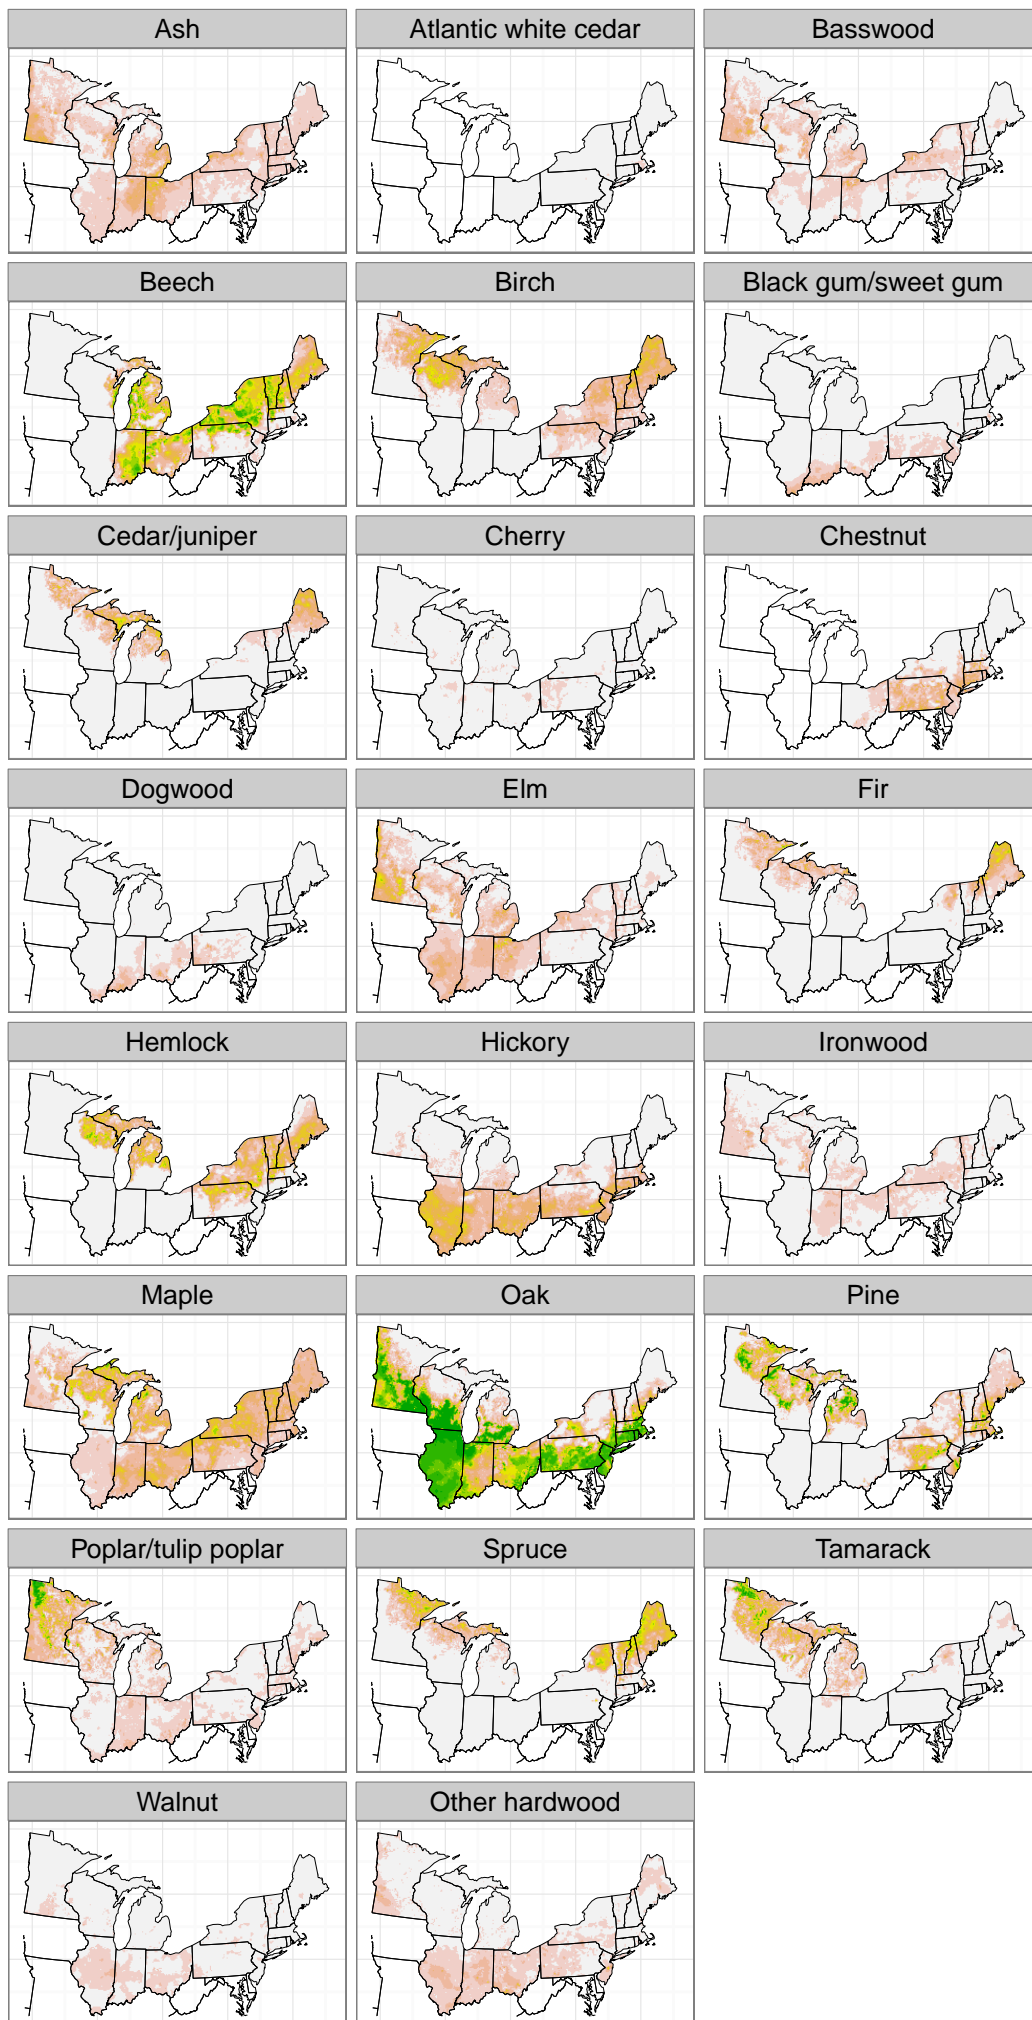 Ash
Atlantic white cedar
Basswood
Beech
Birch
Black gum/sweet gum
Cedar/juniper
Cherry
Chestnut
Dogwood
Elm
Fir
Hemlock
Hickory
Ironwood
Maple
Oak
Pine
Poplar/tulip poplar
Spruce
Tamarack
Walnut
Other hardwood